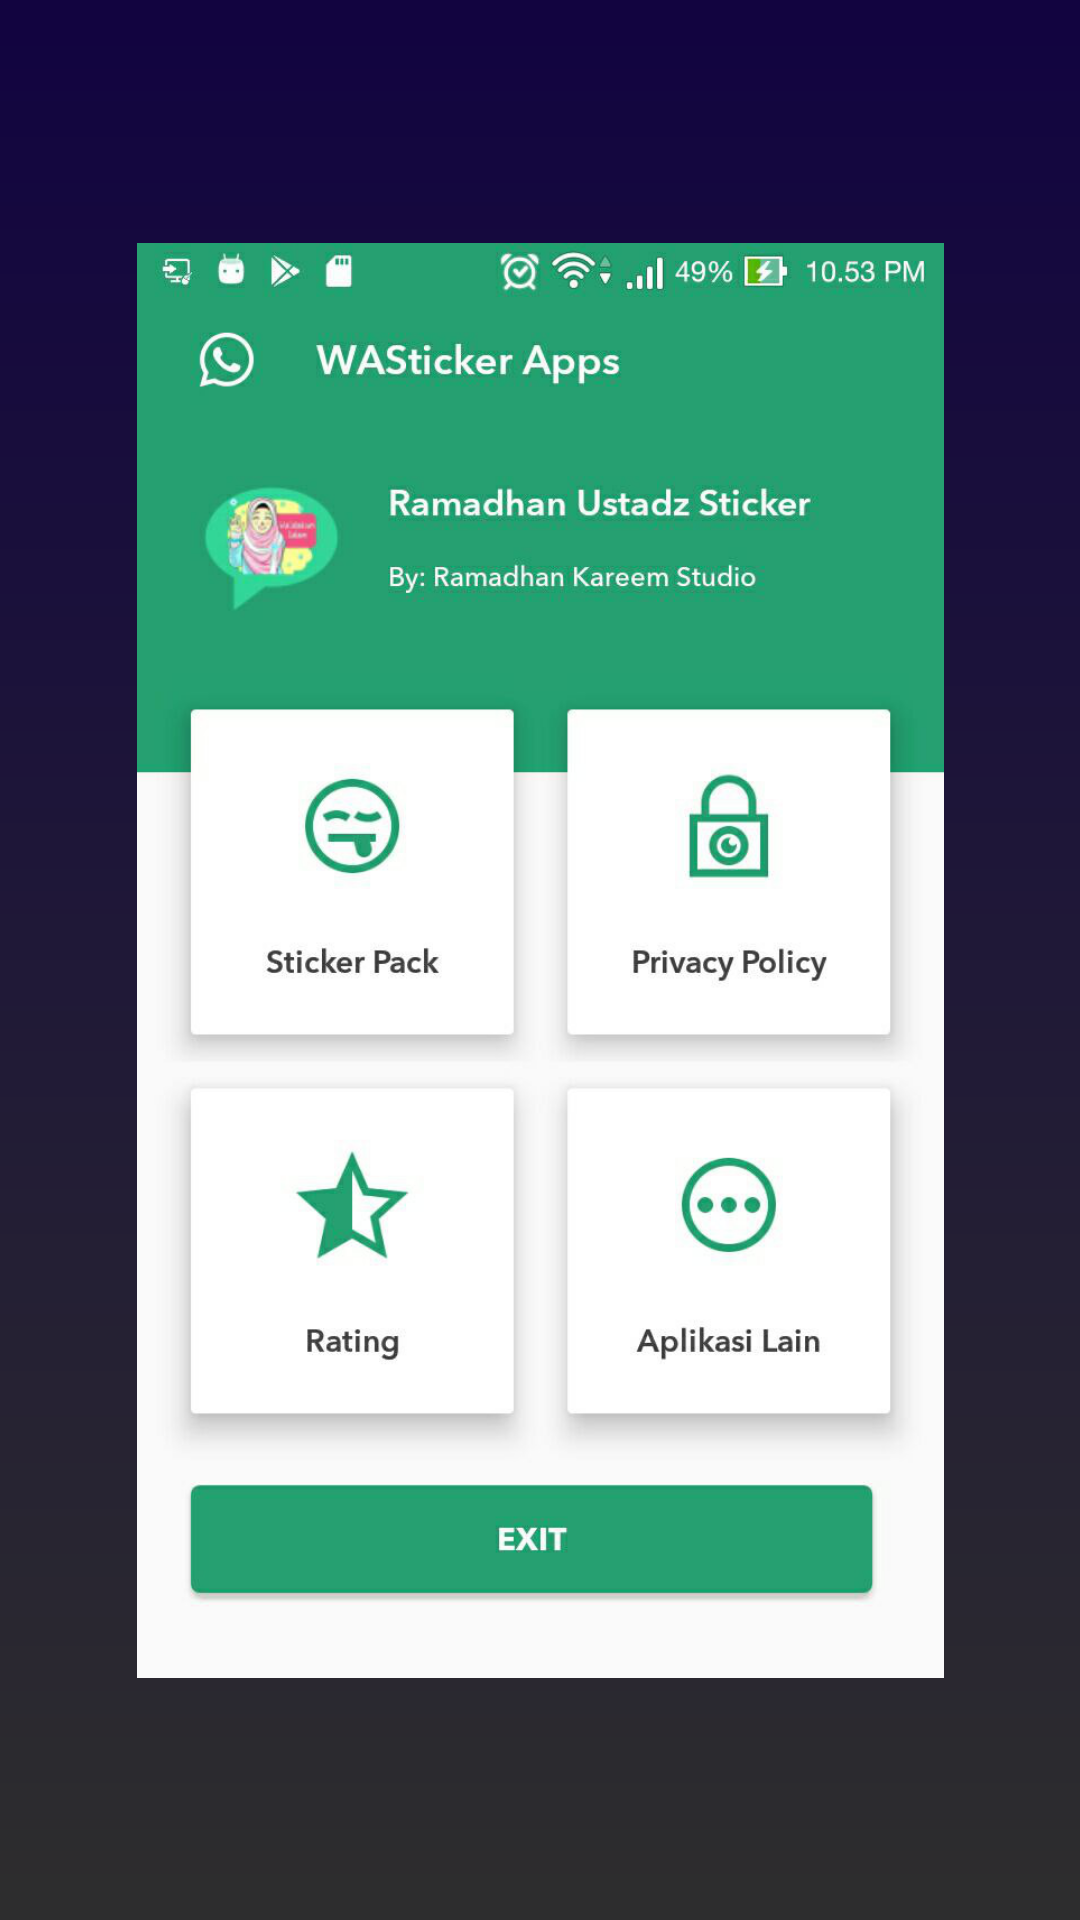 49% 10.53 PM
WASticker Apps
Ramadhan Ustadz Sticker
By: Ramadhan Kareem Studio
Sticker Pack
Privacy Policy
Rating
Aplikasi Lain
EXIT